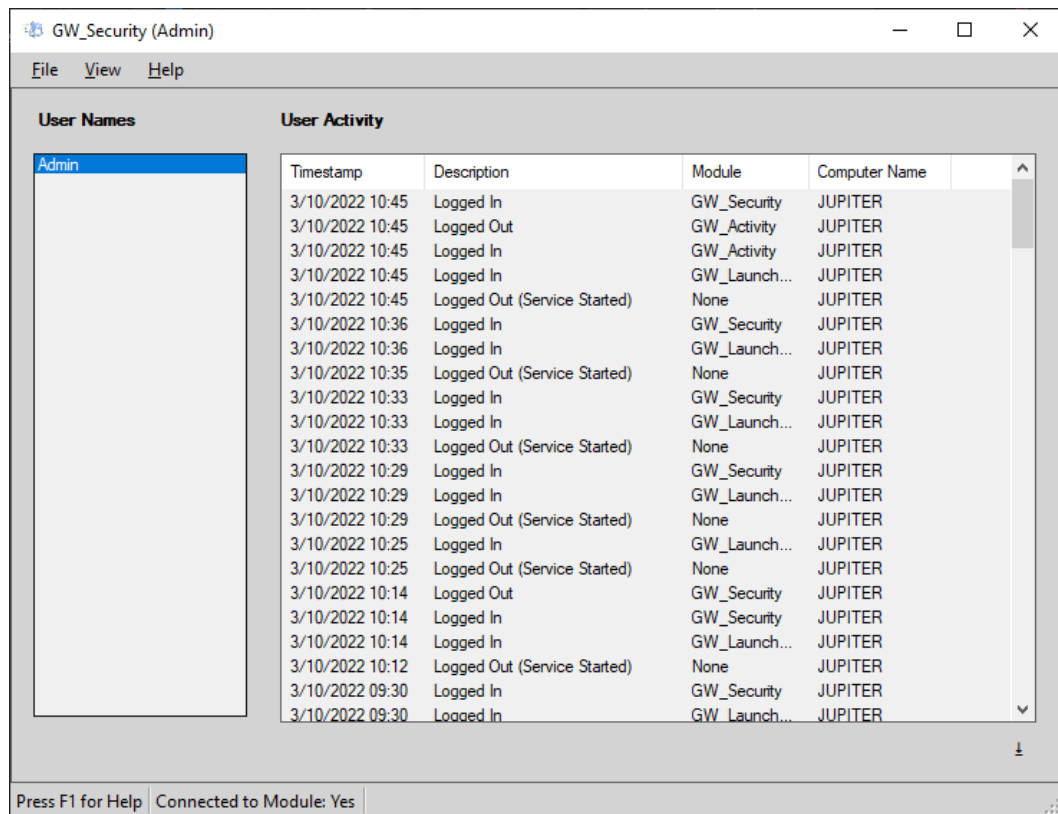 GW_Security (Admin)
File View Help
User Names User Activity
Admin
Timestamp Description Module Computer Name
3/10/2022 10:45 Logged In GW_Security JUPITER
3/10/2022 10:45 Logged Out GW_Activity JUPITER
3/10/2022 10:45 Logged In GW_Activity JUPITER
3/10/2022 10:45 Logged In GW_Launch... JUPITER
3/10/2022 10:45 Logged Out (Service Started) None JUPITER
3/10/2022 10:36 Logged In GW_Security JUPITER
3/10/2022 10:36 Logged In GW_Launch... JUPITER
3/10/2022 10:35 Logged Out (Service Started) None JUPITER
3/10/2022 10:33 Logged In GW_Security JUPITER
3/10/2022 10:33 Logged In GW_Launch... JUPITER
3/10/2022 10:33 Logged Out (Service Started) None JUPITER
3/10/2022 10:29 Logged In GW_Security JUPITER
3/10/2022 10:29 Logged In GW_Launch... JUPITER
3/10/2022 10:29 Logged Out (Service Started) None JUPITER
3/10/2022 10:25 Logged In GW_Launch... JUPITER
3/10/2022 10:25 Logged Out (Service Started) None JUPITER
3/10/2022 10:14 Logged Out GW_Security JUPITER
3/10/2022 10:14 Logged In GW_Security JUPITER
3/10/2022 10:14 Logged In GW_Launch... JUPITER
3/10/2022 10:12 Logged Out (Service Started) None JUPITER
3/10/2022 09:30 Logged In GW_Security JUPITER
3/10/2022 09:30 Logged In GW_Launch... JUPITER
Press F1 for Help Connected to Module: Yes